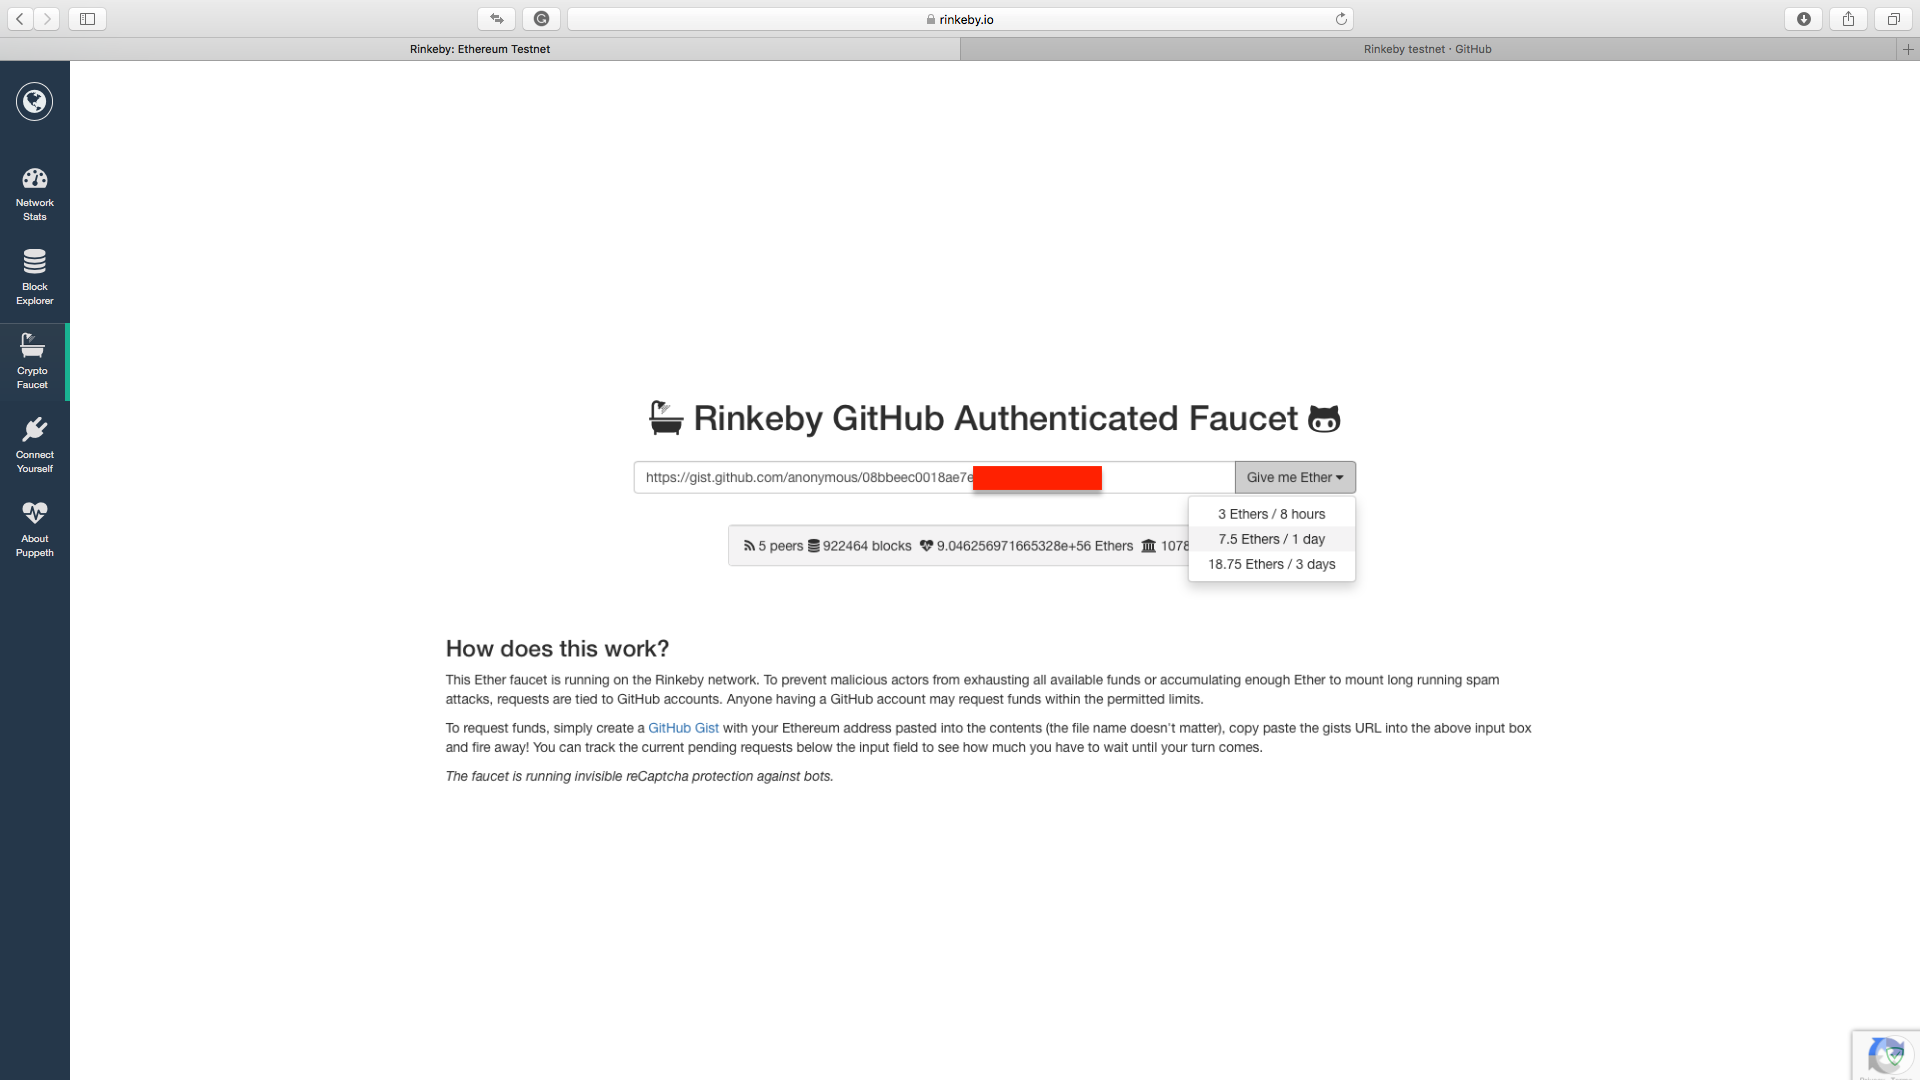 rinkeby.io
Rinkeby: Ethereum Testnet
Rinkeby testnet · GitHub
Network
Stats
Block
Explorer
Crypto
Faucet
Connect
Yourself
About
Puppeth
Rinkeby GitHub Authenticated Faucet
https://gist.github.com/anonymous/08bbeec0018ae7e
Give me Ether
3 Ethers / 8 hours
7.5 Ethers / 1 day
18.75 Ethers / 3 days
5 peers 922464 blocks 9.046256971665328e+56 Ethers 1078
How does this work?
This Ether faucet is running on the Rinkeby network. To prevent malicious actors from exhausting all available funds or accumulating enough Ether to mount long running spam
attacks, requests are tied to GitHub accounts. Anyone having a GitHub account may request funds within the permitted limits.
To request funds, simply create a GitHub Gist with your Ethereum address pasted into the contents (the file name doesn't matter), copy paste the gists URL into the above input box
and fire away! You can track the current pending requests below the input field to see how much you have to wait until your turn comes.
The faucet is running invisible reCaptcha protection against bots.